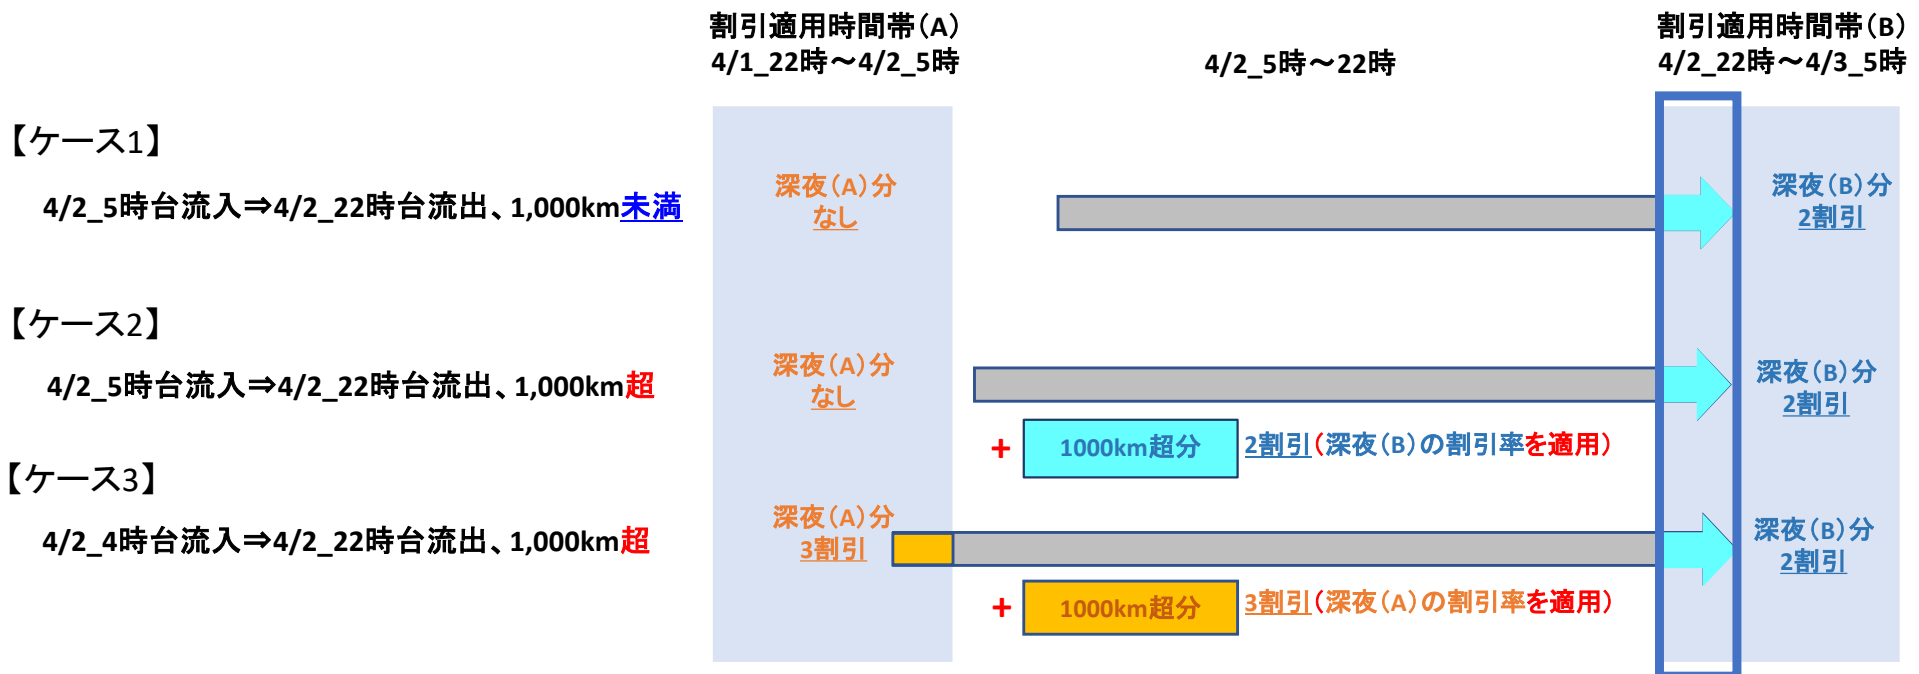 割引適用時間帯(A)
4/1_22時～4/2_5時
4/2_5時～22時
割引適用時間帯(B)
4/2_22時～4/3_5時
【ケース1】
4/2_5時台流入⇒4/2_22時台流出、1,000km未満
深夜(A)分
なし
深夜(B)分
2割引
【ケース2】
4/2_5時台流入⇒4/2_22時台流出、1,000km超
深夜(A)分
なし
深夜(B)分
2割引
+ 1000km超分 2割引(深夜(B)の割引率を適用)
【ケース3】
4/2_4時台流入⇒4/2_22時台流出、1,000km超
深夜(A)分
3割引
深夜(B)分
2割引
+ 1000km超分 3割引(深夜(A)の割引率を適用)